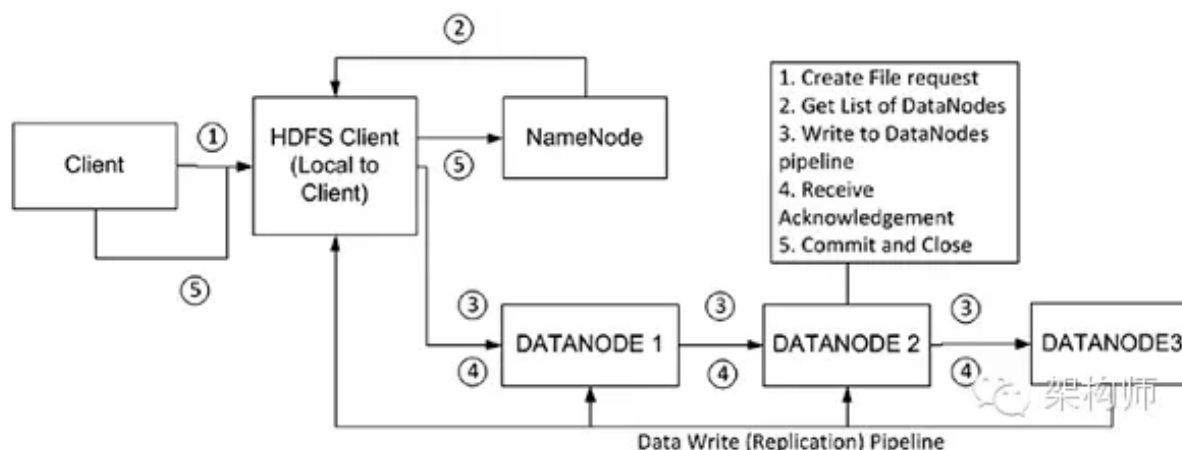 ②
1. Create File request
2. Get List of DataNodes
3. Write to DataNodes
pipeline
4. Receive
Acknowledgement
5. Commit and Close
HDFS Client
(Local to
Client)
NameNode
①
Client
⑤
⑤
③
③
③
DATANODE 1
DATANODE 2
DATANODE3
④
④
④
架构师
Data Write (Replication) Pipeline